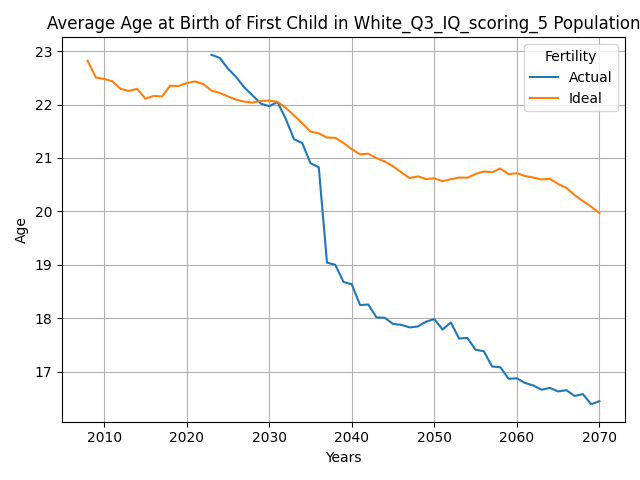 Average Age at Birth of First Child in White_Q3_IQ_scoring_5 Population
23
22
21
20
19
18
17
Age
Fertility
Actual
Ideal
2010 2020 2030 2040 2050 2060 2070
Years